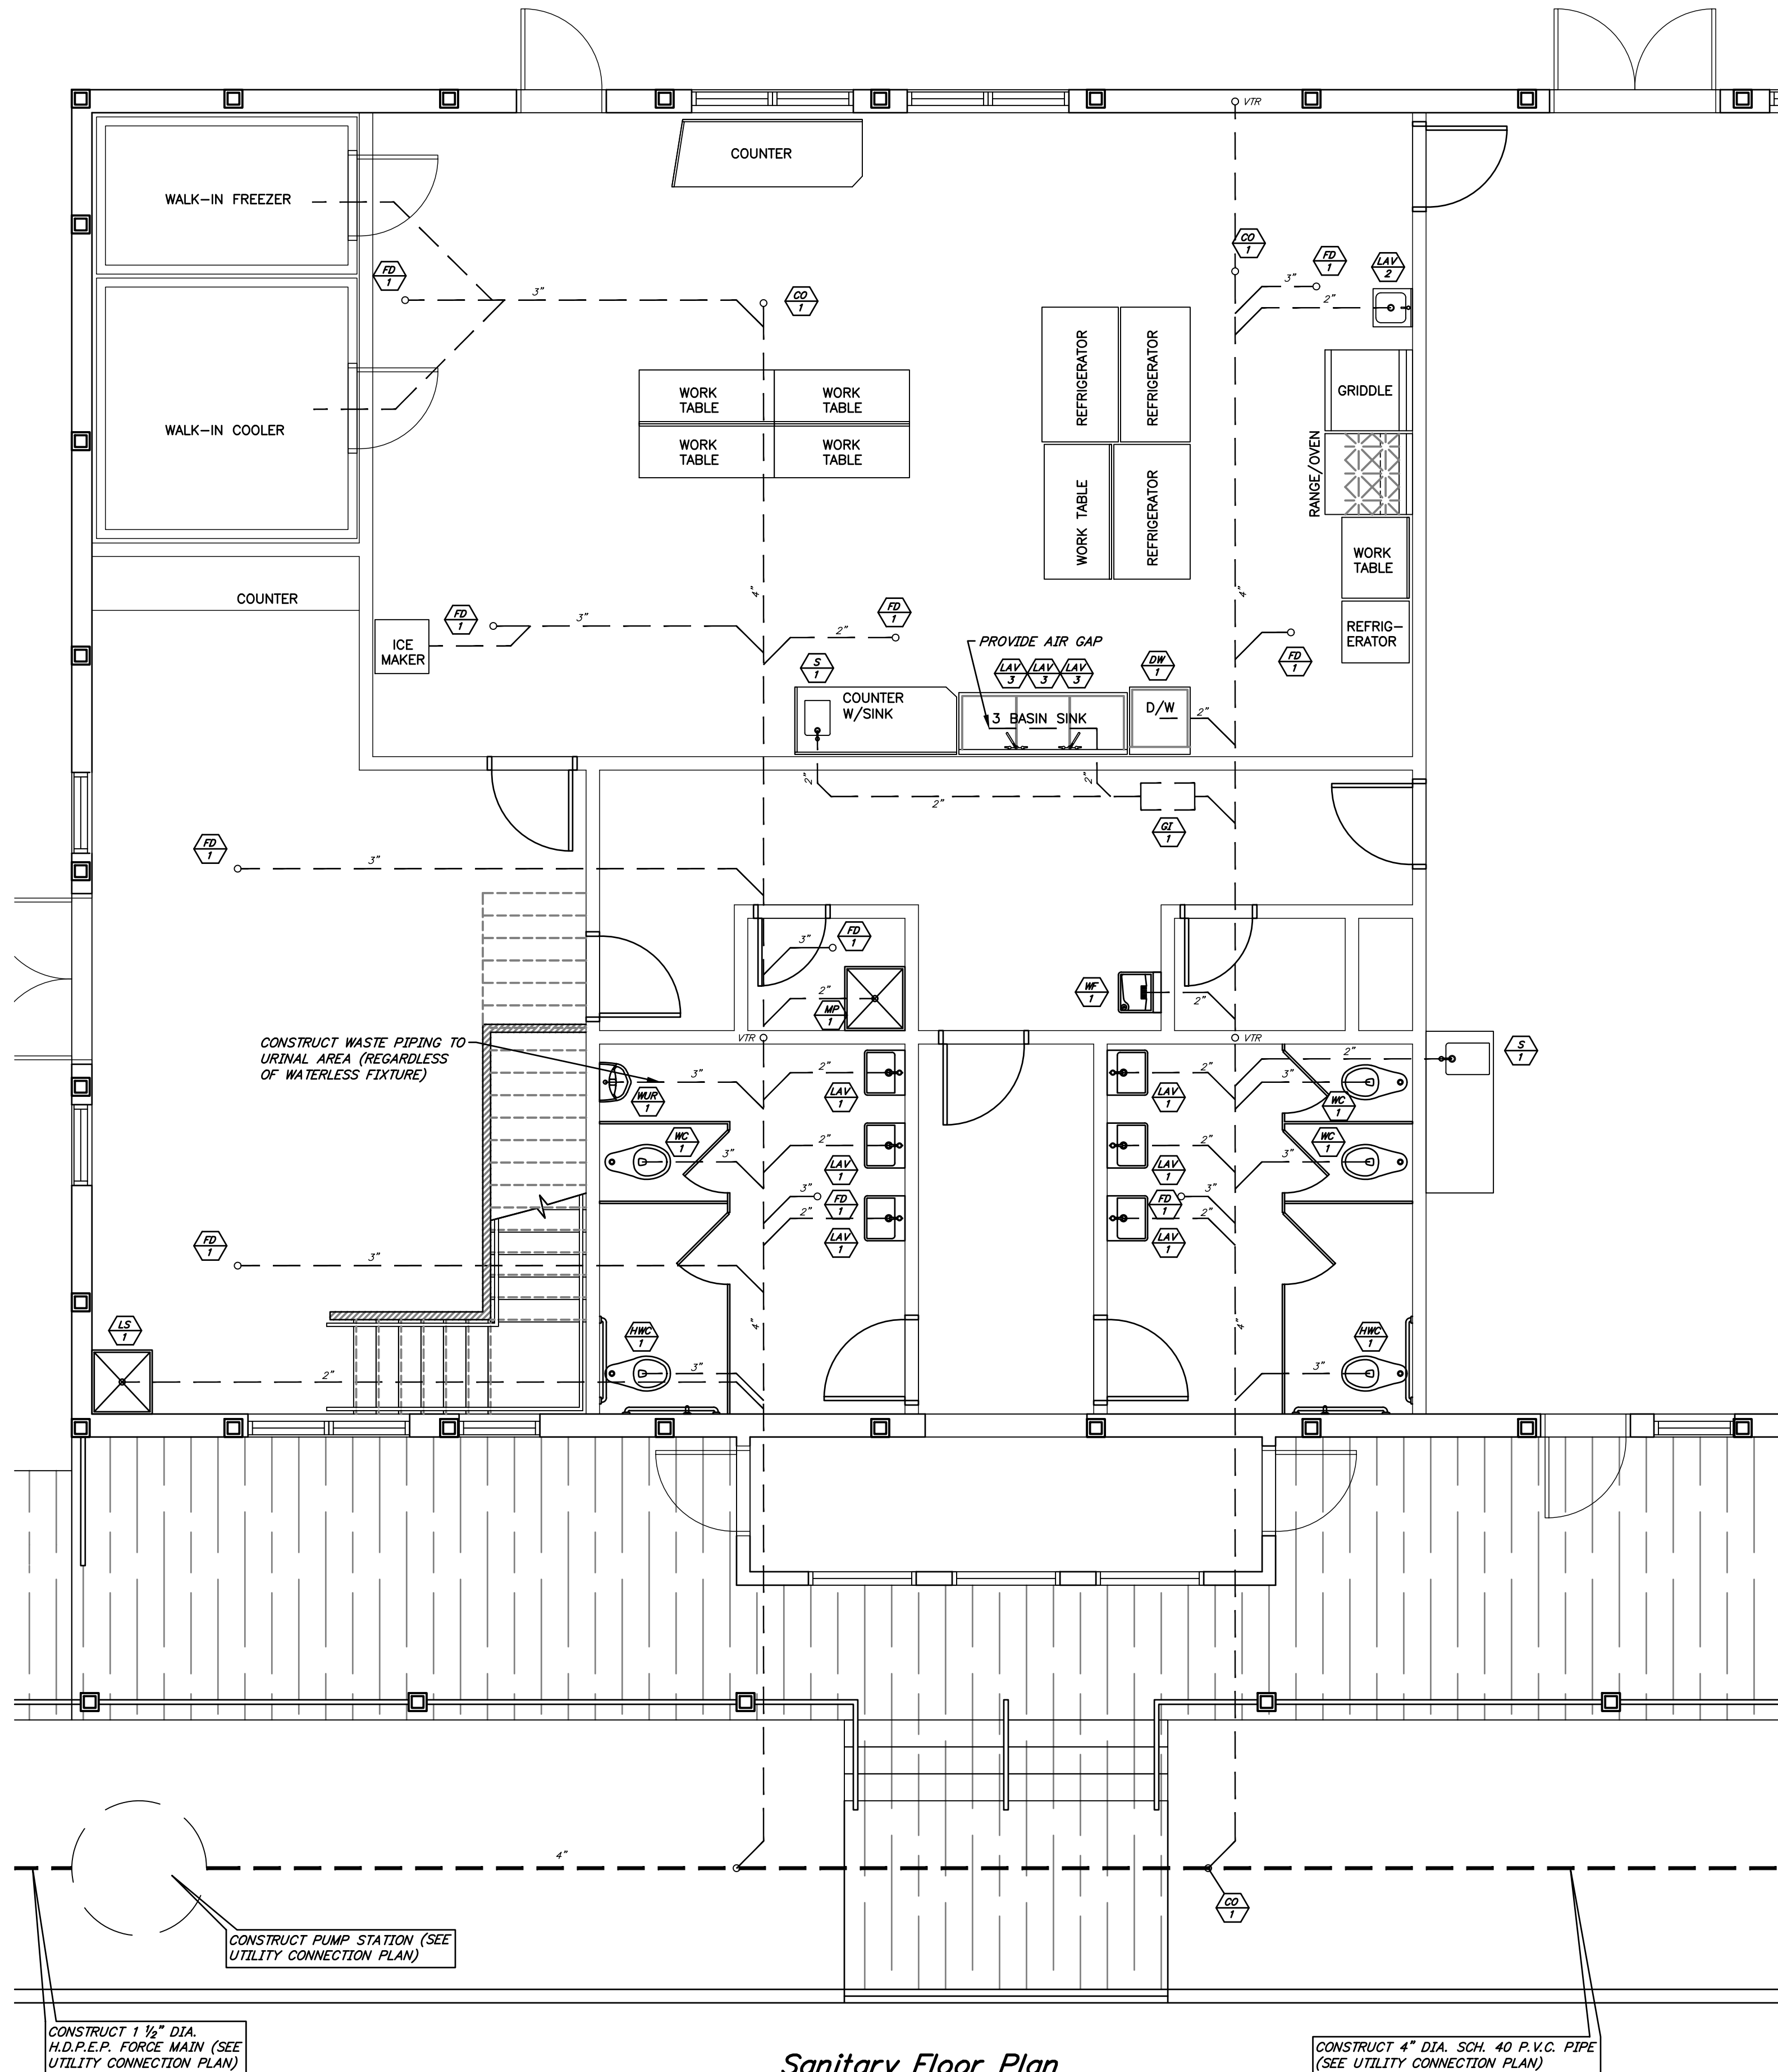 VTR
COUNTER
WALK-IN FREEZER
CO
1
FD
1
LAV
2
FD
1
3"
3"
CO
1
2"
REFRIGERATOR
REFRIGERATOR
GRIDDLE
WORK
TABLE
WORK
TABLE
WALK-IN COOLER
WORK
TABLE
WORK
TABLE
RANGE/OVEN
WORK TABLE
REFRIGERATOR
WORK
TABLE
4"
4"
COUNTER
FD
1
3"
FD
1
2"
REFRIG-
ERATOR
ICE
MAKER
PROVIDE AIR GAP
S
1
LAV
3
LAV
3
LAV
3
DW
1
FD
1
COUNTER
W/SINK
3 BASIN SINK
D/W
2"
2"
2"
2"
GI
1
FD
1
3"
FD
1
3"
2"
MP
1
WF
1
2"
CONSTRUCT WASTE PIPING TO
URINAL AREA (REGARDLESS
OF WATERLESS FIXTURE)
VTR
VTR
S
1
2"
3"
2"
2"
3"
WUR
1
LAV
1
LAV
1
WC
1
WC
1
2"
2"
WC
1
3"
3"
LAV
1
LAV
1
3"
FD
1
FD
1
3"
2"
2"
LAV
1
LAV
1
FD
1
3"
LS
1
4"
4"
HWC
1
HWC
1
3"
3"
2"
4"
CO
1
CONSTRUCT PUMP STATION (SEE
UTILITY CONNECTION PLAN)
CONSTRUCT 1 ½" DIA.
H.D.P.E.P. FORCE MAIN (SEE
UTILITY CONNECTION PLAN)
CONSTRUCT 4" DIA. SCH. 40 P.V.C. PIPE
(SEE UTILITY CONNECTION PLAN)
Sanitary Floor Plan